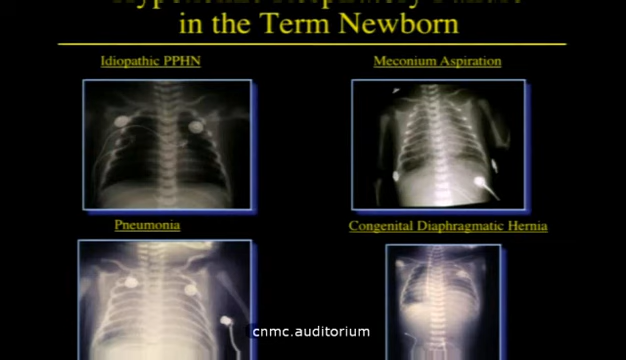 in the Term Newborn
Idiopathic PPHN
Meconium Aspiration
Pneumonia
Congenital Diaphragmatic Hernia
cnmc.auditorium